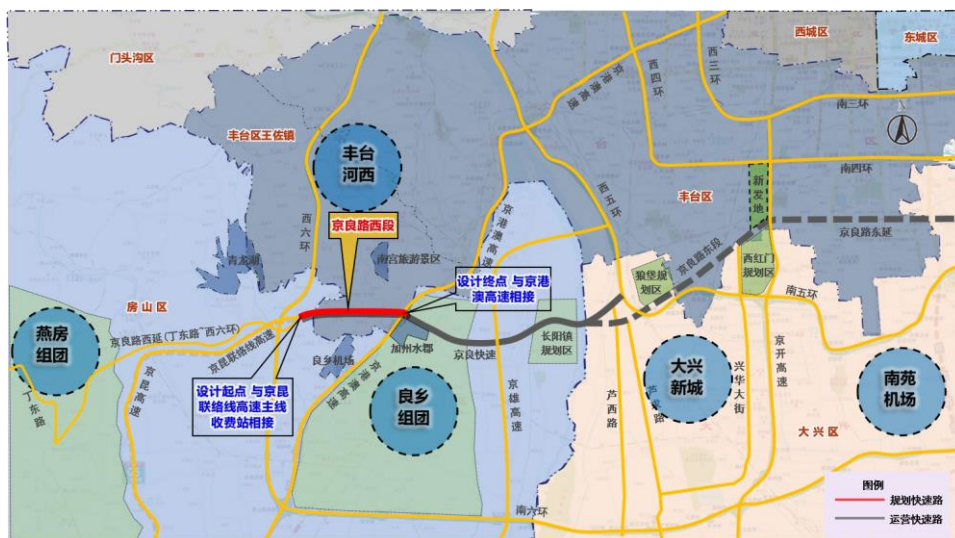 门头沟区
西城区
东城区
京港澳高速
西四环
西三环
南三环
丰台区王佐镇
丰台
河西
南四环
新发地
丰台区
西五环
京良路西段
西六环
京港澳高速
京良路东延
京良路东段
青龙湖
南宫旅游景区
设计终点 与京港
澳高速相接
狼堡规
划区
西红门
规划区
南五环
房山区
燕房
组团
京良路西延(丁东路~西六环)
京昆联络线高速
良乡机场
加州水郡
京良快速
长阳镇
规划区
设计起点 与京昆
联络线高速主线
收费站相接
京昆高速
丁东路
京港澳高速
良乡
组团
京雄高速
芦西路
大兴
新城
兴华大街
京开高速
南苑
机场
大兴区
南六环
图例
规划快速路
运营快速路